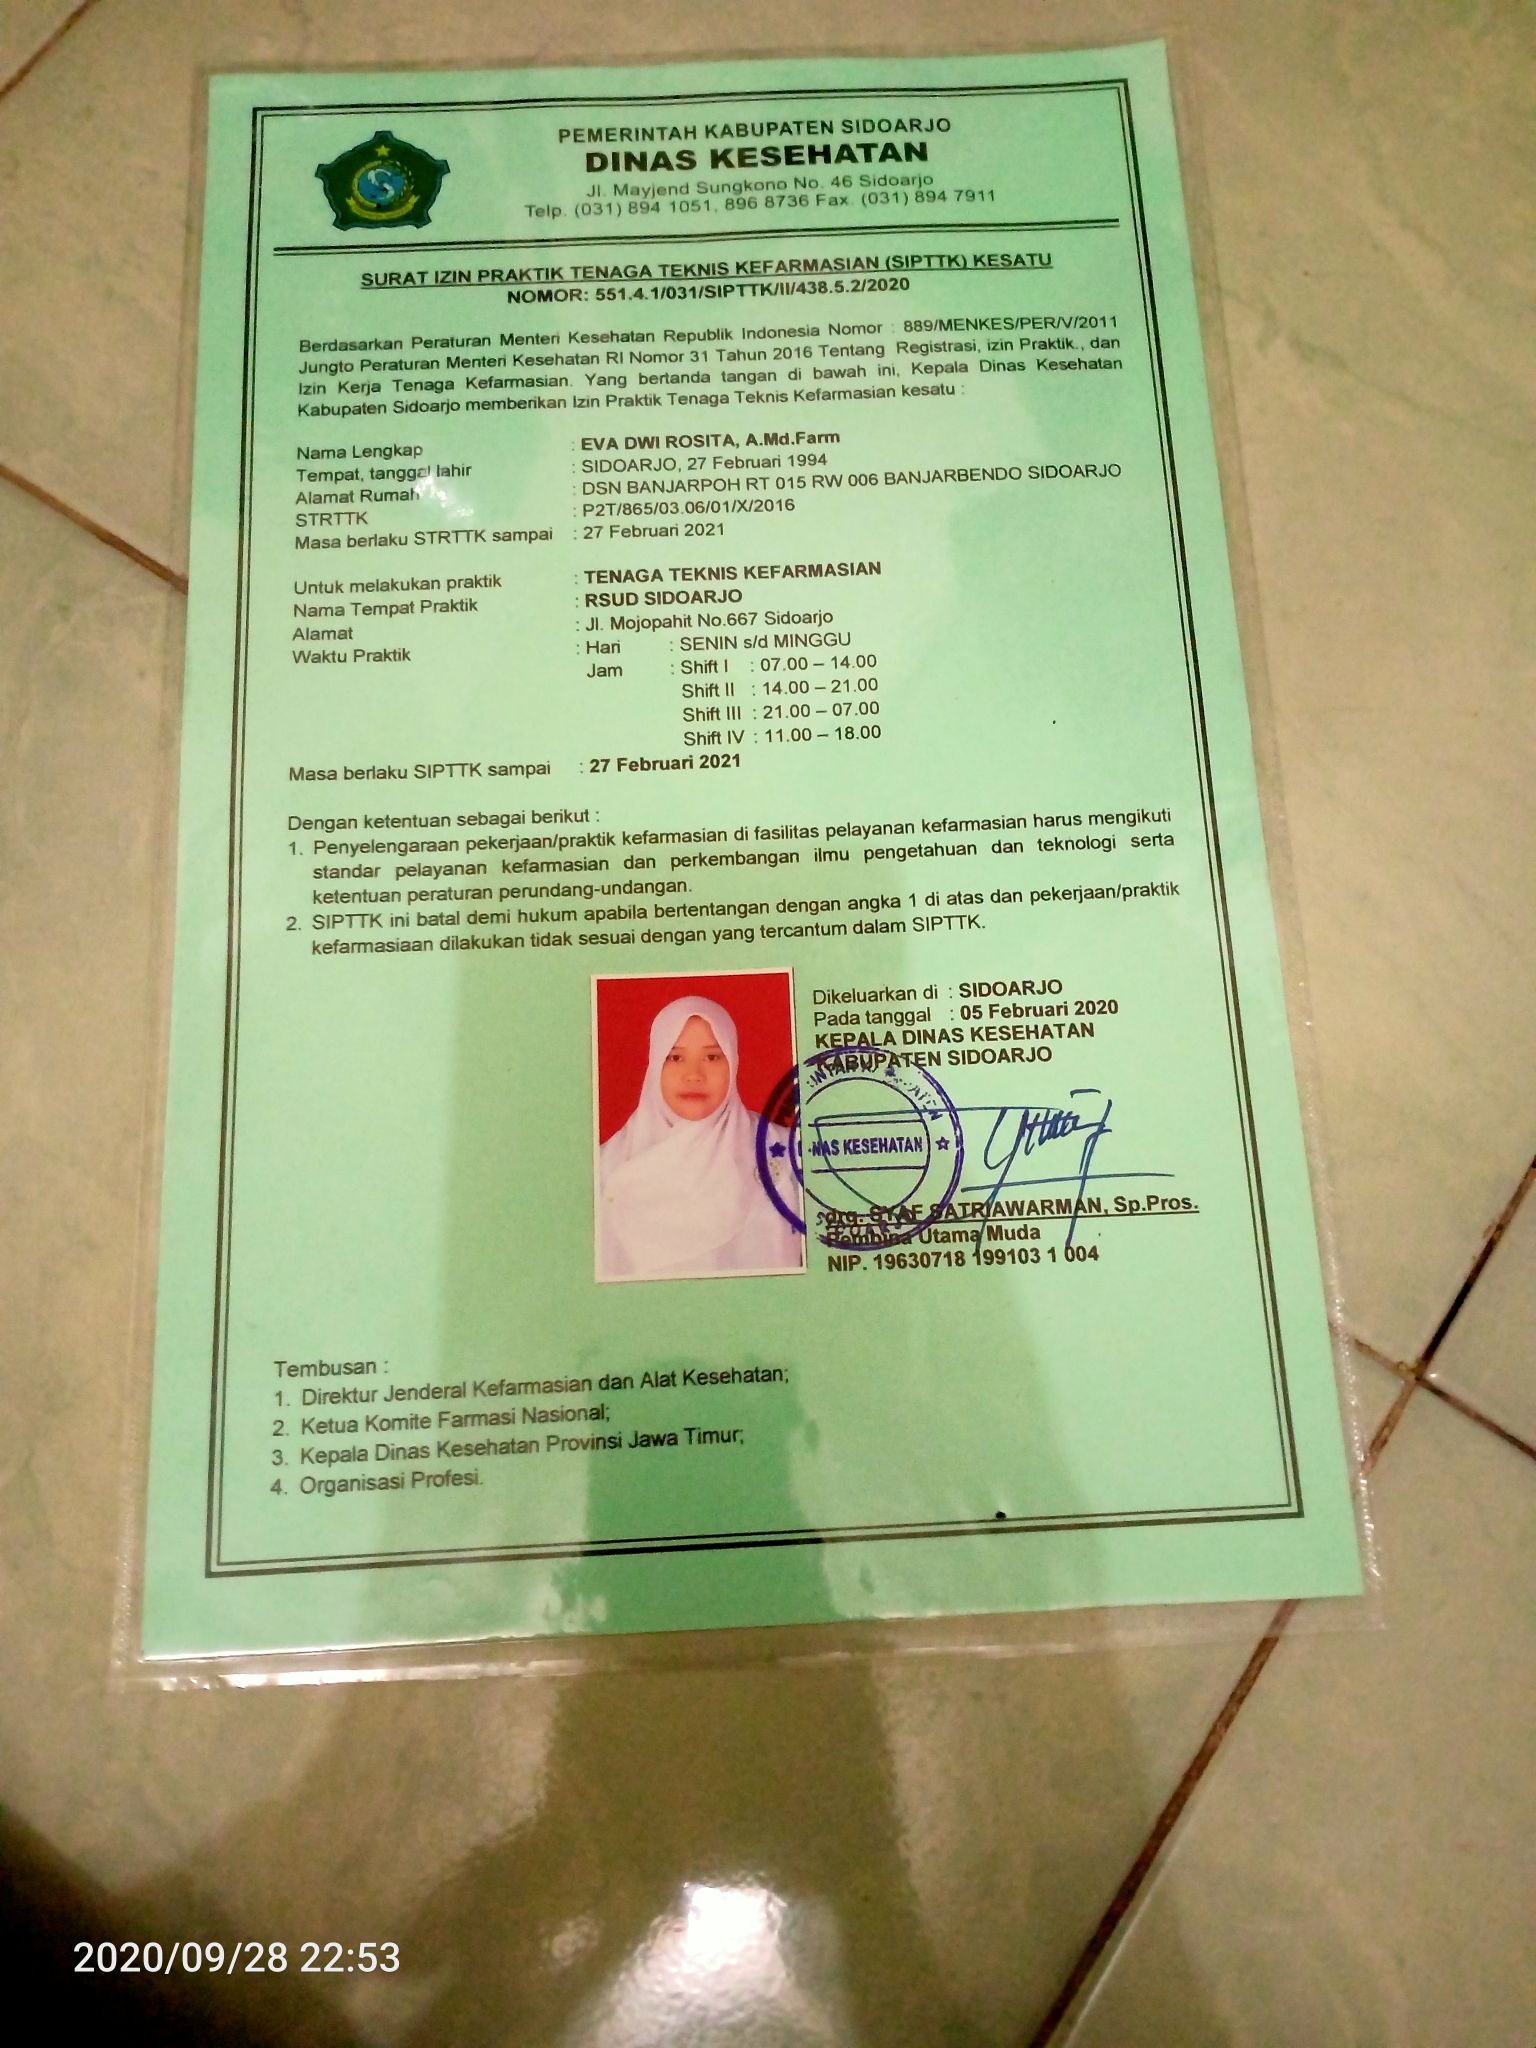 PEMERINTAH KABUPATEN SIDOARJO
DINAS KESEHATAN
Jl. Mayjend Sungkono No. 46 Sidoarjo
Telp. (031) 894 1051, 896 8736 Fax. (031) 894 7911
SURAT IZIN PRAKTIK TENAGA TEKNIS KEFARMASIAN (SIPTTK) KESATU
NOMOR: 551.4.1/031/SIPTTK/II/438.5.2/2020
Berdasarkan Peraturan Menteri Kesehatan Republik Indonesia Nomor : 889/MENKES/PER/V/2011
Jungto Peraturan Menteri Kesehatan RI Nomor 31 Tahun 2016 Tentang Registrasi, izin Praktik., dan
Izin Kerja Tenaga Kefarmasian. Yang bertanda tangan di bawah ini, Kepala Dinas Kesehatan
Kabupaten Sidoarjo memberikan Izin Praktik Tenaga Teknis Kefarmasian kesatu :
Nama Lengkap : EVA DWI ROSITA, A.Md.Farm
Tempat, tanggal lahir : SIDOARJO, 27 Februari 1994
Alamat Rumah : DSN BANJARPOH RT 015 RW 006 BANJARBENDO SIDOARJO
STRTTK : P2T/865/03.06/01/X/2016
Masa berlaku STRTTK sampai : 27 Februari 2021
Untuk melakukan praktik : TENAGA TEKNIS KEFARMASIAN
Nama Tempat Praktik : RSUD SIDOARJO
Alamat : Jl. Mojopahit No.667 Sidoarjo
Waktu Praktik : Hari : SENIN s/d MINGGU
Jam : Shift I : 07.00 – 14.00
Shift II : 14.00 – 21.00
Shift III : 21.00 – 07.00
Shift IV : 11.00 – 18.00
Masa berlaku SIPTTK sampai : 27 Februari 2021
Dengan ketentuan sebagai berikut :
1. Penyelengaraan pekerjaan/praktik kefarmasian di fasilitas pelayanan kefarmasian harus mengikuti
standar pelayanan kefarmasian dan perkembangan ilmu pengetahuan dan teknologi serta
ketentuan peraturan perundang-undangan.
2. SIPTTK ini batal demi hukum apabila bertentangan dengan angka 1 di atas dan pekerjaan/praktik
kefarmasiaan dilakukan tidak sesuai dengan yang tercantum dalam SIPTTK.
Dikeluarkan di : SIDOARJO
Pada tanggal : 05 Februari 2020
KEPALA DINAS KESEHATAN
KABUPATEN SIDOARJO
KESEHATAN
drg. SYAF SATRIAWARMAN, Sp.Pros.
Pembina Utama Muda
NIP. 19630718 199103 1 004
Tembusan :
1. Direktur Jenderal Kefarmasian dan Alat Kesehatan;
2. Ketua Komite Farmasi Nasional;
3. Kepala Dinas Kesehatan Provinsi Jawa Timur;
4. Organisasi Profesi.
2020/09/28 22:53